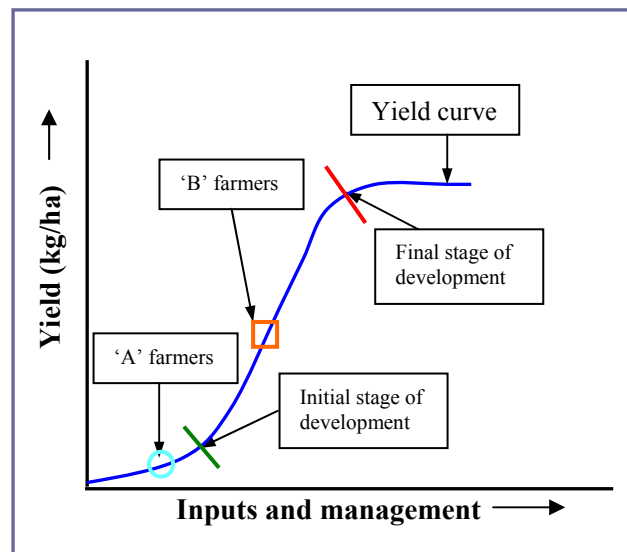 Yield curve
‘B’ farmers
Final stage of
development
‘A’ farmers
Initial stage of
development
Yield (kg/ha)
Inputs and management